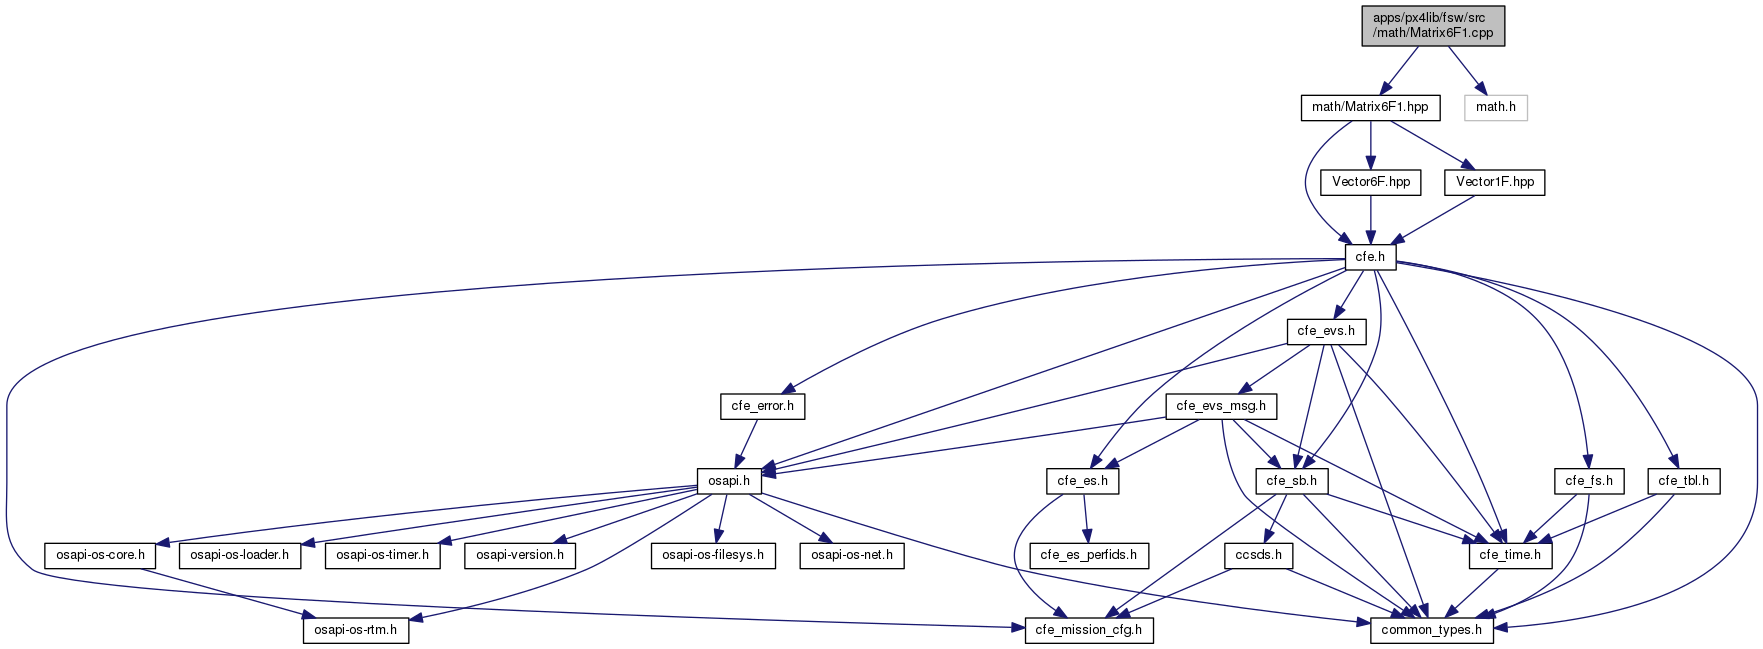 apps/px4lib/fsw/src
/math/Matrix6F1.cpp
math/Matrix6F1.hpp
math.h
Vector6F.hpp
Vector1F.hpp
cfe.h
cfe_evs.h
cfe_error.h
cfe_evs_msg.h
osapi.h
cfe_es.h
cfe_sb.h
cfe_fs.h
cfe_tbl.h
osapi-os-core.h
osapi-os-loader.h
osapi-os-timer.h
osapi-version.h
osapi-os-filesys.h
osapi-os-net.h
cfe_es_perfids.h
ccsds.h
cfe_time.h
osapi-os-rtm.h
cfe_mission_cfg.h
common_types.h